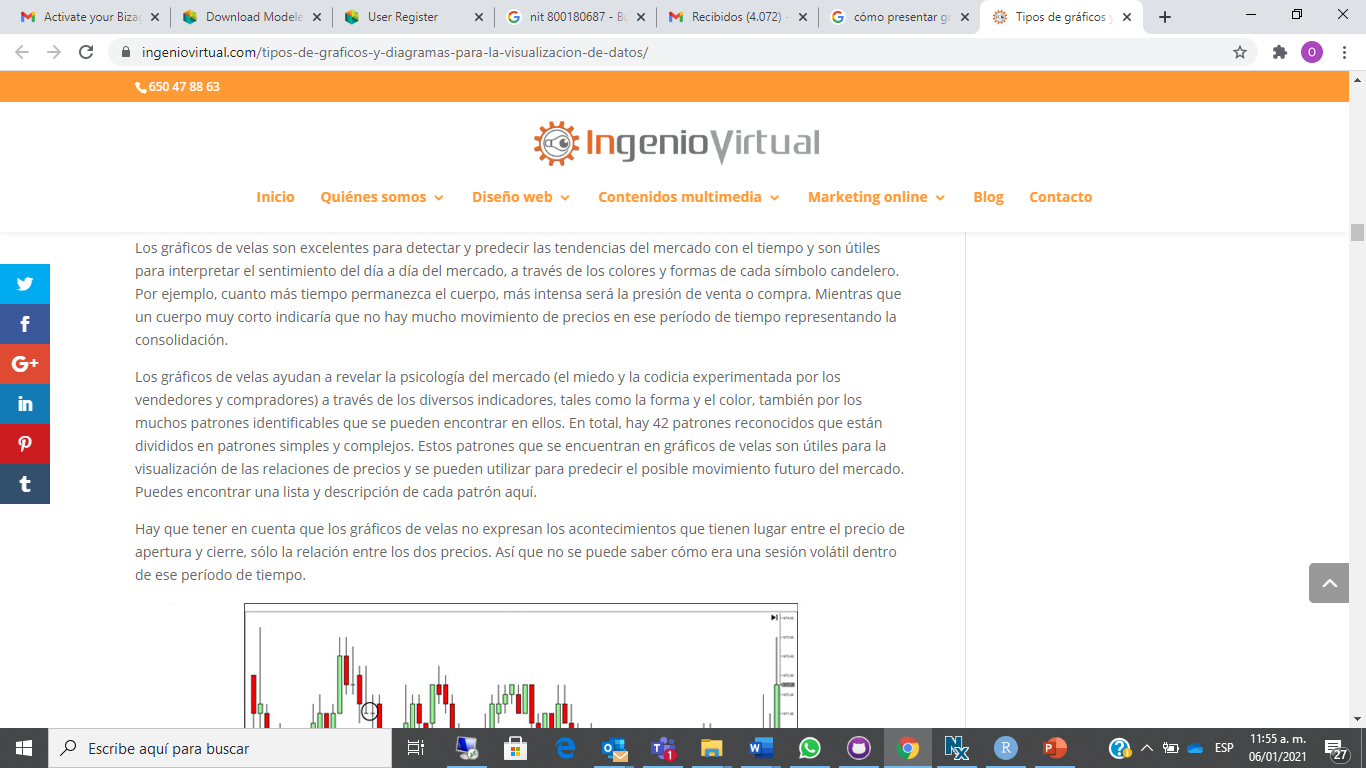 Activate your Bizag
Download Modele
User Register
nit 800180687 - Bu
Recibidos (4.072) -
cómo presentar gr
Tipos de gráficos y
ingeniovirtual.com/tipos-de-graficos-y-diagramas-para-la-visualizacion-de-datos/
O
650 47 88 63
IngenioVirtual
Inicio Quiénes somos Diseño web Contenidos multimedia Marketing online Blog Contacto
Los gráficos de velas son excelentes para detectar y predecir las tendencias del mercado con el tiempo y son útiles
para interpretar el sentimiento del día a día del mercado, a través de los colores y formas de cada símbolo candelero.
Por ejemplo, cuanto más tiempo permanezca el cuerpo, más intensa será la presión de venta o compra. Mientras que
un cuerpo muy corto indicaría que no hay mucho movimiento de precios en ese período de tiempo representando la
consolidación.
Los gráficos de velas ayudan a revelar la psicología del mercado (el miedo y la codicia experimentada por los
vendedores y compradores) a través de los diversos indicadores, tales como la forma y el color, también por los
muchos patrones identificables que se pueden encontrar en ellos. En total, hay 42 patrones reconocidos que están
divididos en patrones simples y complejos. Estos patrones que se encuentran en gráficos de velas son útiles para la
visualización de las relaciones de precios y se pueden utilizar para predecir el posible movimiento futuro del mercado.
Puedes encontrar una lista y descripción de cada patrón aquí.
Hay que tener en cuenta que los gráficos de velas no expresan los acontecimientos que tienen lugar entre el precio de
apertura y cierre, sólo la relación entre los dos precios. Así que no se puede saber cómo era una sesión volátil dentro
de ese período de tiempo.
Escribe aquí para buscar
ESP
11:55 a. m.
06/01/2021
27